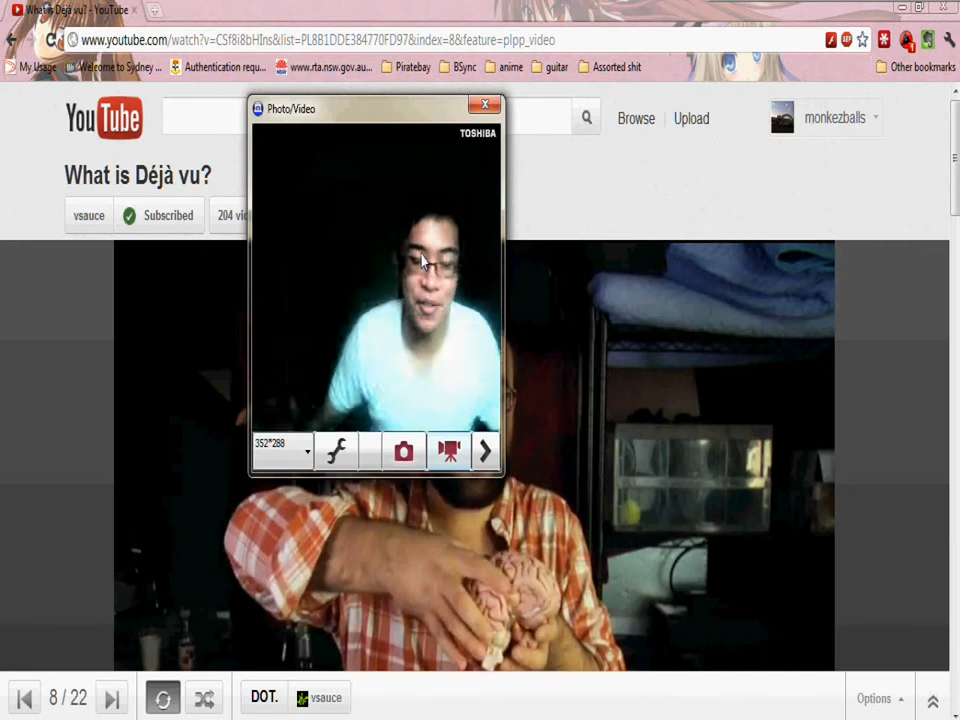 What is Déjà vu? - YouTube
www.youtube.com/watch?v=CSf8i8bHIns&list=PL8B1DDE384770FD97&index=8&feature=plpp_video
My Usage
Welcome to Sydney ...
Authentication requ...
www.rta.nsw.gov.au...
Piratebay
BSync
anime
guitar
Assorted shit
Other bookmarks
YouTube
Browse
Upload
monkezballs
Photo/Video
TOSHIBA
What is Déjà vu?
vsauce
Subscribed
352*288
8 / 22
DOT.
vsauce
Options